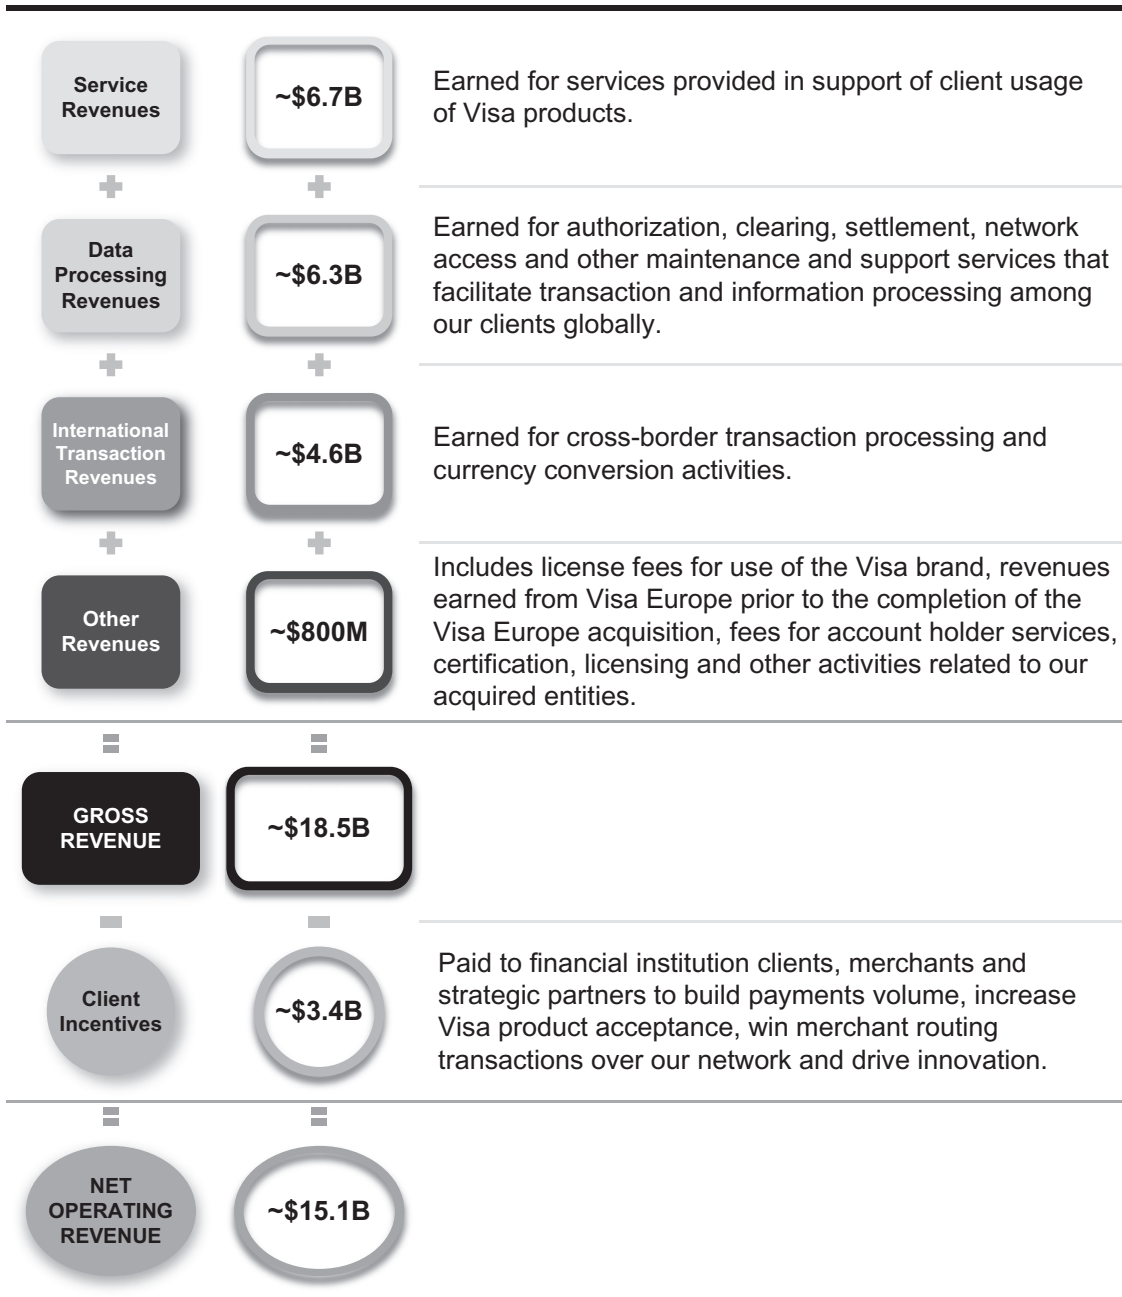 Service
Revenues
~$6.7B
Earned for services provided in support of client usage
of Visa products.
Data
Processing
Revenues
~$6.3B
Earned for authorization, clearing, settlement, network
access and other maintenance and support services that
facilitate transaction and information processing among
our clients globally.
International
Transaction
Revenues
~$4.6B
Earned for cross-border transaction processing and
currency conversion activities.
Other
Revenues
~$800M
Includes license fees for use of the Visa brand, revenues
earned from Visa Europe prior to the completion of the
Visa Europe acquisition, fees for account holder services,
certification, licensing and other activities related to our
acquired entities.
GROSS
REVENUE
~$18.5B
Client
Incentives
~$3.4B
Paid to financial institution clients, merchants and
strategic partners to build payments volume, increase
Visa product acceptance, win merchant routing
transactions over our network and drive innovation.
NET
OPERATING
REVENUE
~$15.1B